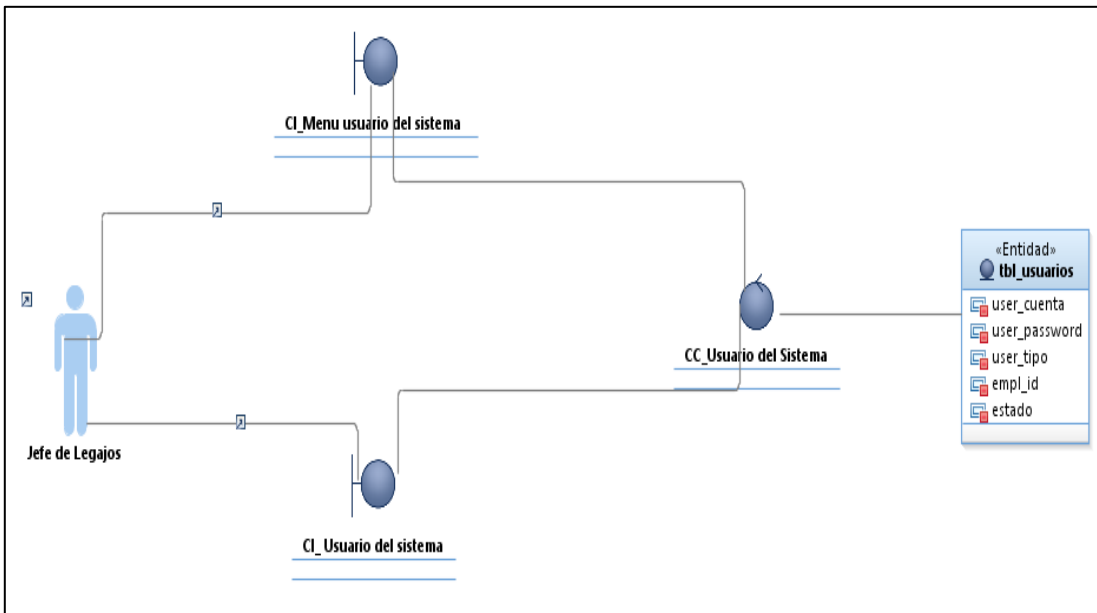 CI_Menu usuario del sistema
«Entidad»
tbl_usuarios
user_cuenta
user_password
user_tipo
empl_id
estado
CC_Usuario del Sistema
Jefe de Legajos
CI_ Usuario del sistema